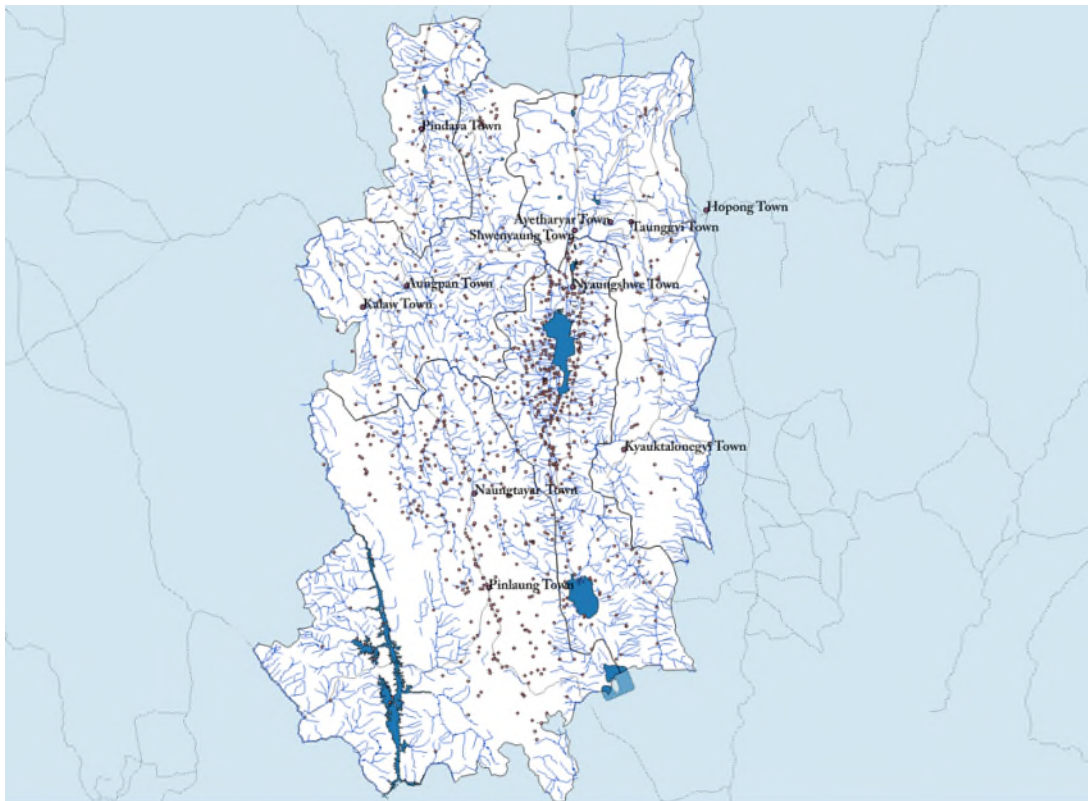 Pindaya Town
Hopong Town
Ayetharyar Town
Taunggyi Town
Shwenyaung Town
Aungpan Town
Nyaungshwe Town
Kalaw Town
Kyauktalonegyi Town
Naungtayar Town
Pinlaung Town